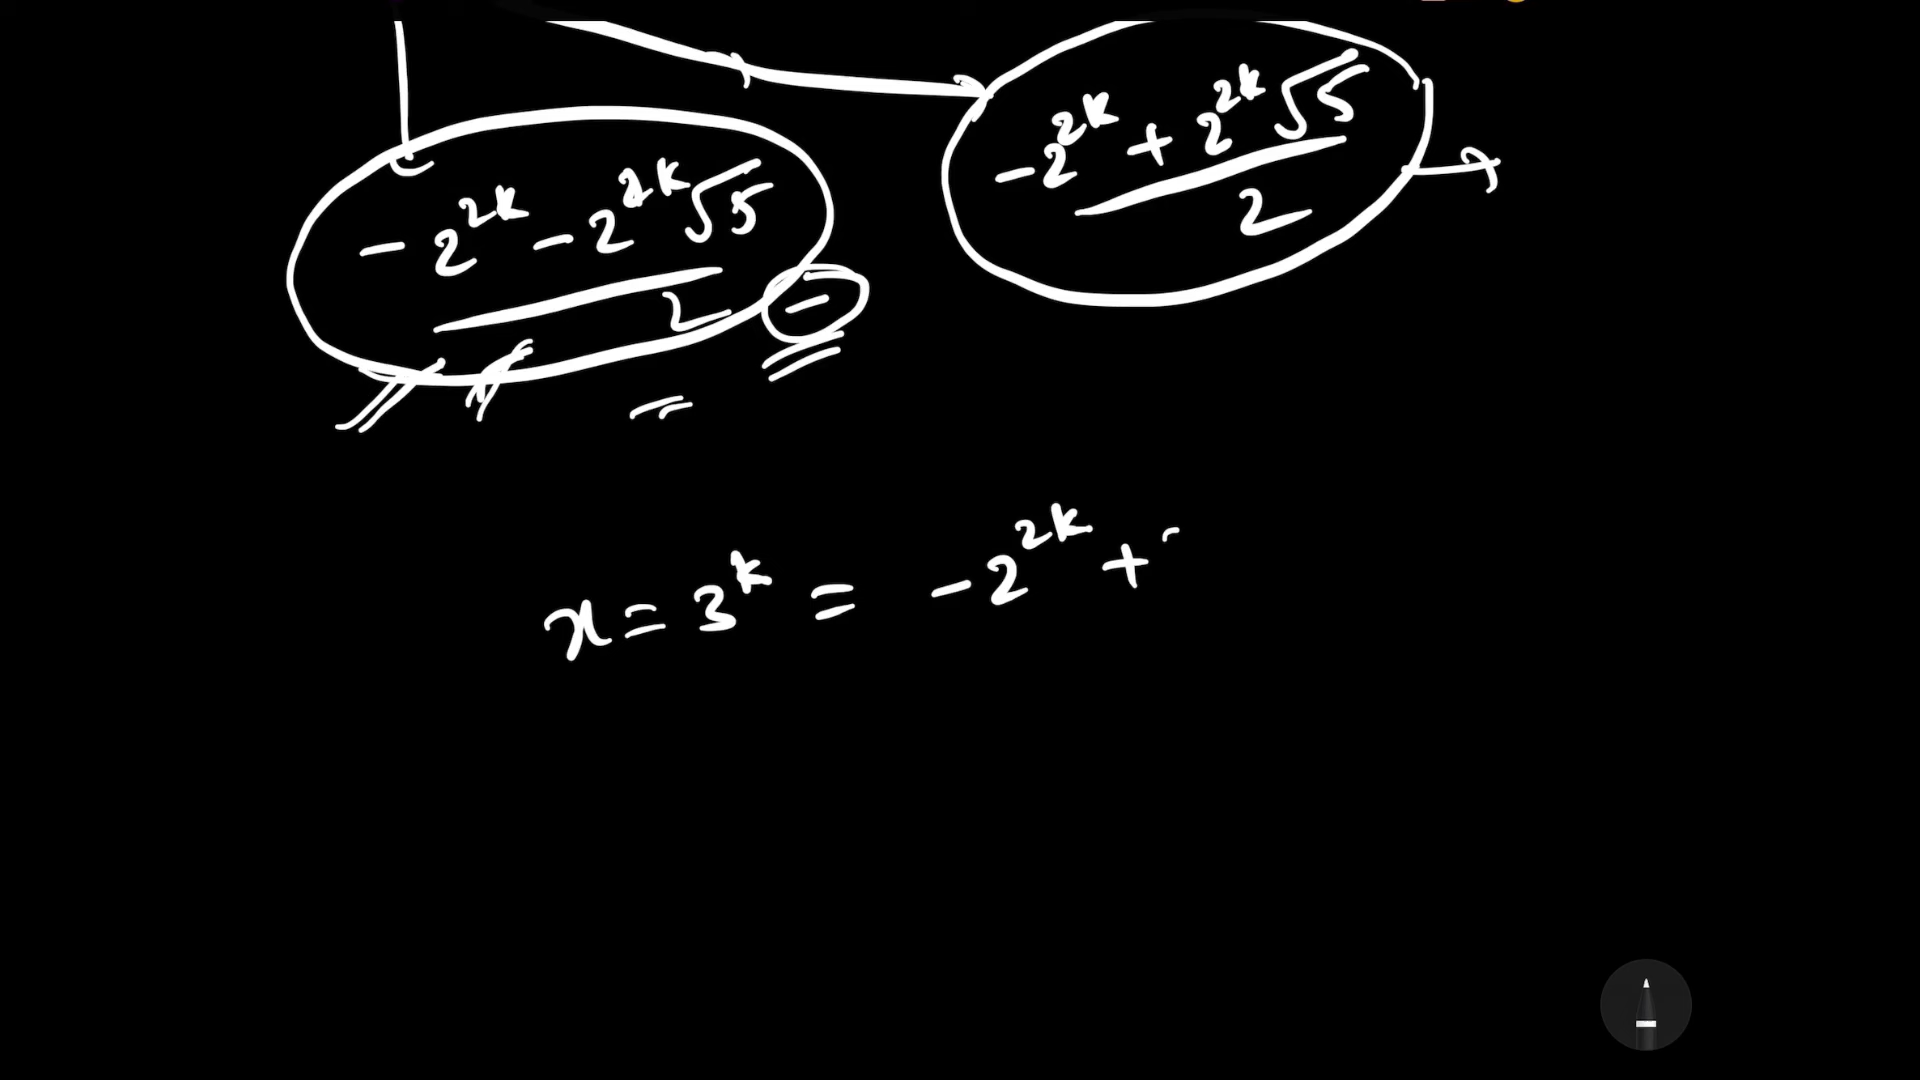 (-2^{2k} - 2^{2k}√5)/2
-
(-2^{2k} + 2^{2k}√5)/2
=
x = 3^k = -2^{2k} +